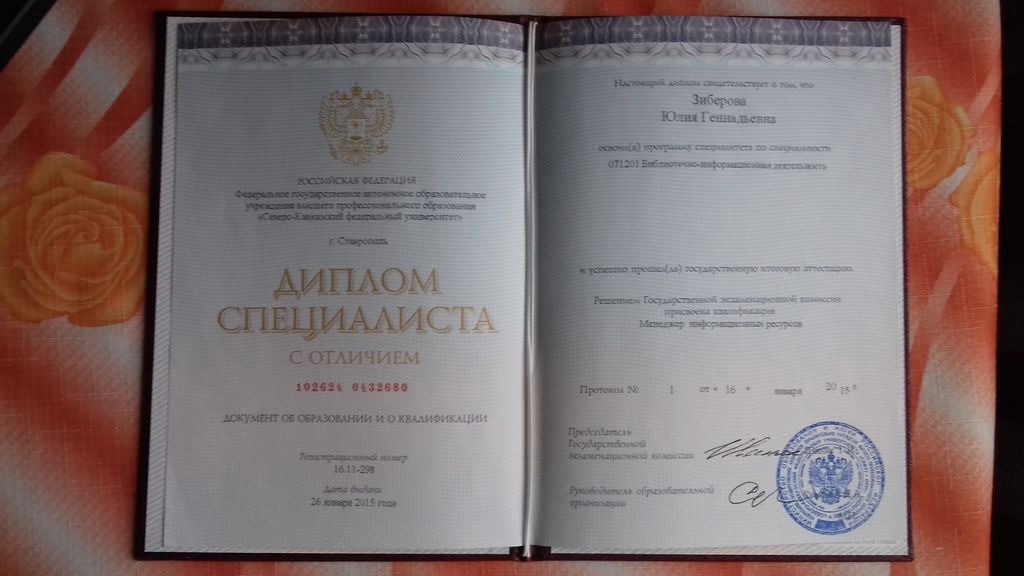 РОССИЙСКАЯ ФЕДЕРАЦИЯ
Федеральное государственное автономное образовательное
учреждение высшего профессионального образования
«Северо-Кавказский федеральный университет»
г. Ставрополь
ДИПЛОМ
СПЕЦИАЛИСТА
С ОТЛИЧИЕМ
102624 0432680
ДОКУМЕНТ ОБ ОБРАЗОВАНИИ И О КВАЛИФИКАЦИИ
Регистрационный номер
16.11-298
Дата выдачи
26 января 2015 года
Настоящий диплом свидетельствует о том, что
Зиберова
Юлия Геннадьевна
освоил(а) программу специалитета по специальности
071201 Библиотечно-информационная деятельность
и успешно прошел(ла) государственную итоговую аттестацию.
Решением Государственной экзаменационной комиссии
присвоена квалификация
Менеджер информационных ресурсов
Протокол № 1 от « 16 » января 20 15 г.
Председатель
Государственной
экзаменационной комиссии
Руководитель образовательной
организации